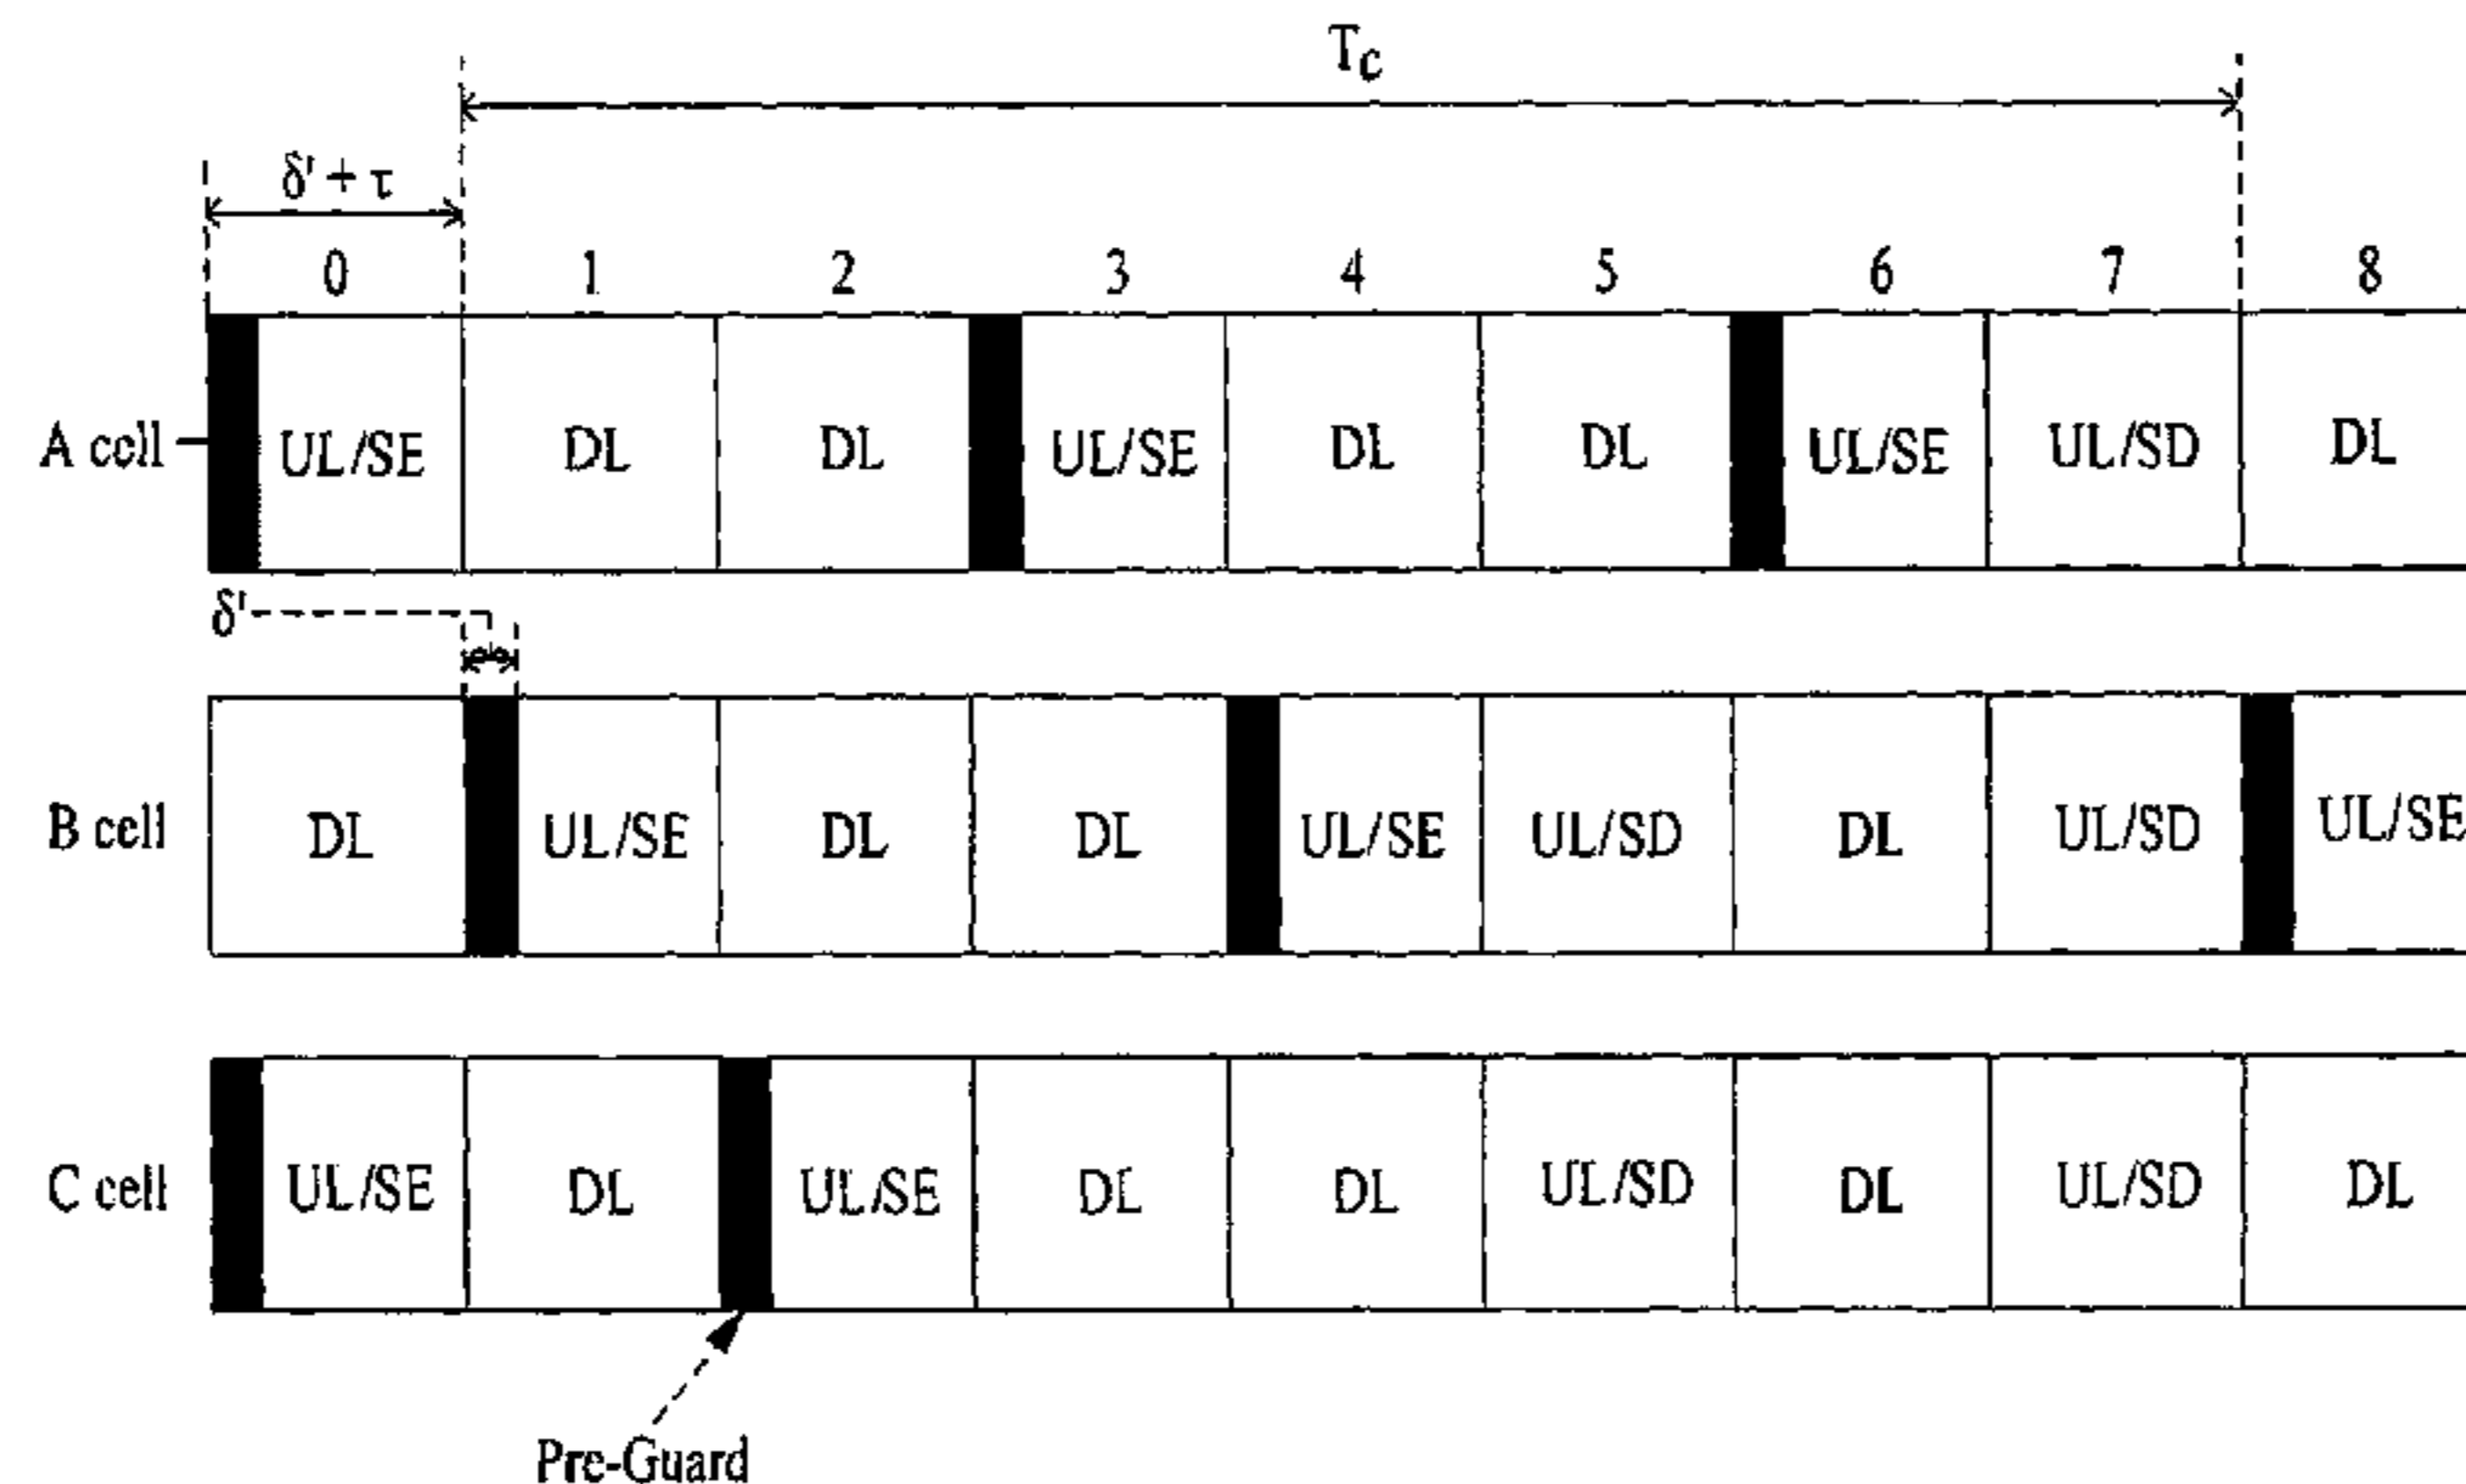 Tc
δ' + τ
0 1 2 3 4 5 6 7 8
A cell UL/SE DL DL UL/SE DL DL UL/SE UL/SD DL
δ'
B cell DL UL/SE DL DL UL/SE UL/SD DL UL/SD UL/SE
C cell UL/SE DL UL/SE DL DL UL/SD DL UL/SD DL
Pre-Guard